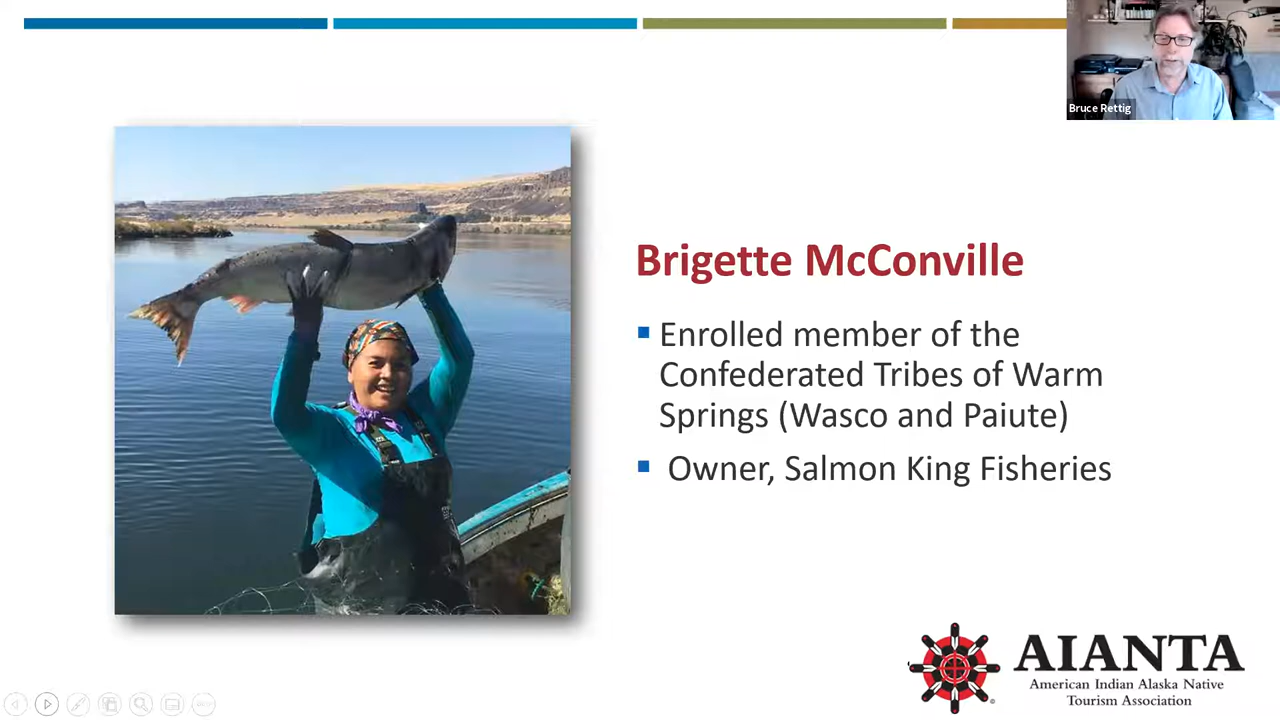 Bruce Rettig
Brigette McConville
Enrolled member of the
Confederated Tribes of Warm
Springs (Wasco and Paiute)
Owner, Salmon King Fisheries
AIANTA
American Indian Alaska Native
Tourism Association